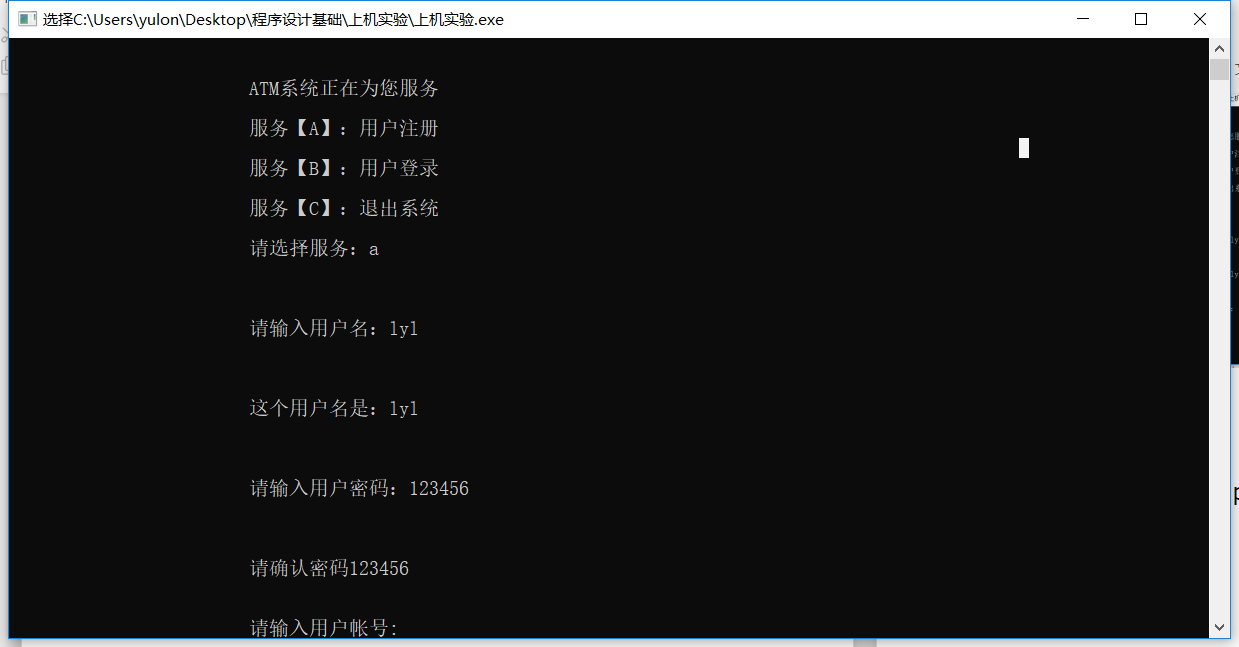 选择C:\Users\yulon\Desktop\程序设计基础\上机实验\上机实验.exe
ATM系统正在为您服务
服务【A】：用户注册
服务【B】：用户登录
服务【C】：退出系统
请选择服务：a
请输入用户名：lyl
这个用户名是：lyl
请输入用户密码：123456
请确认密码123456
请输入用户帐号: